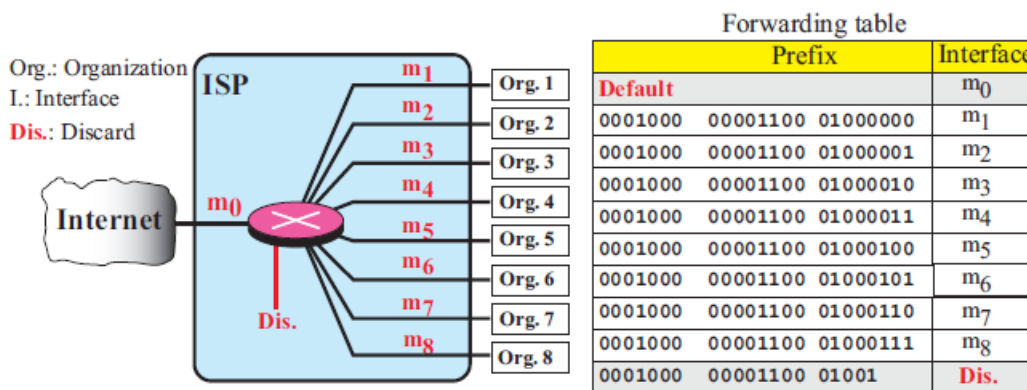 Org.: Organization
I.: Interface
Dis.: Discard
ISP
Internet
m0
Dis.
m1
m2
m3
m4
m5
m6
m7
m8
Org. 1
Org. 2
Org. 3
Org. 4
Org. 5
Org. 6
Org. 7
Org. 8
Forwarding table
Prefix Interface
Default m0
0001000 00001100 01000000 m1
0001000 00001100 01000001 m2
0001000 00001100 01000010 m3
0001000 00001100 01000011 m4
0001000 00001100 01000100 m5
0001000 00001100 01000101 m6
0001000 00001100 01000110 m7
0001000 00001100 01000111 m8
0001000 00001100 01001 Dis.